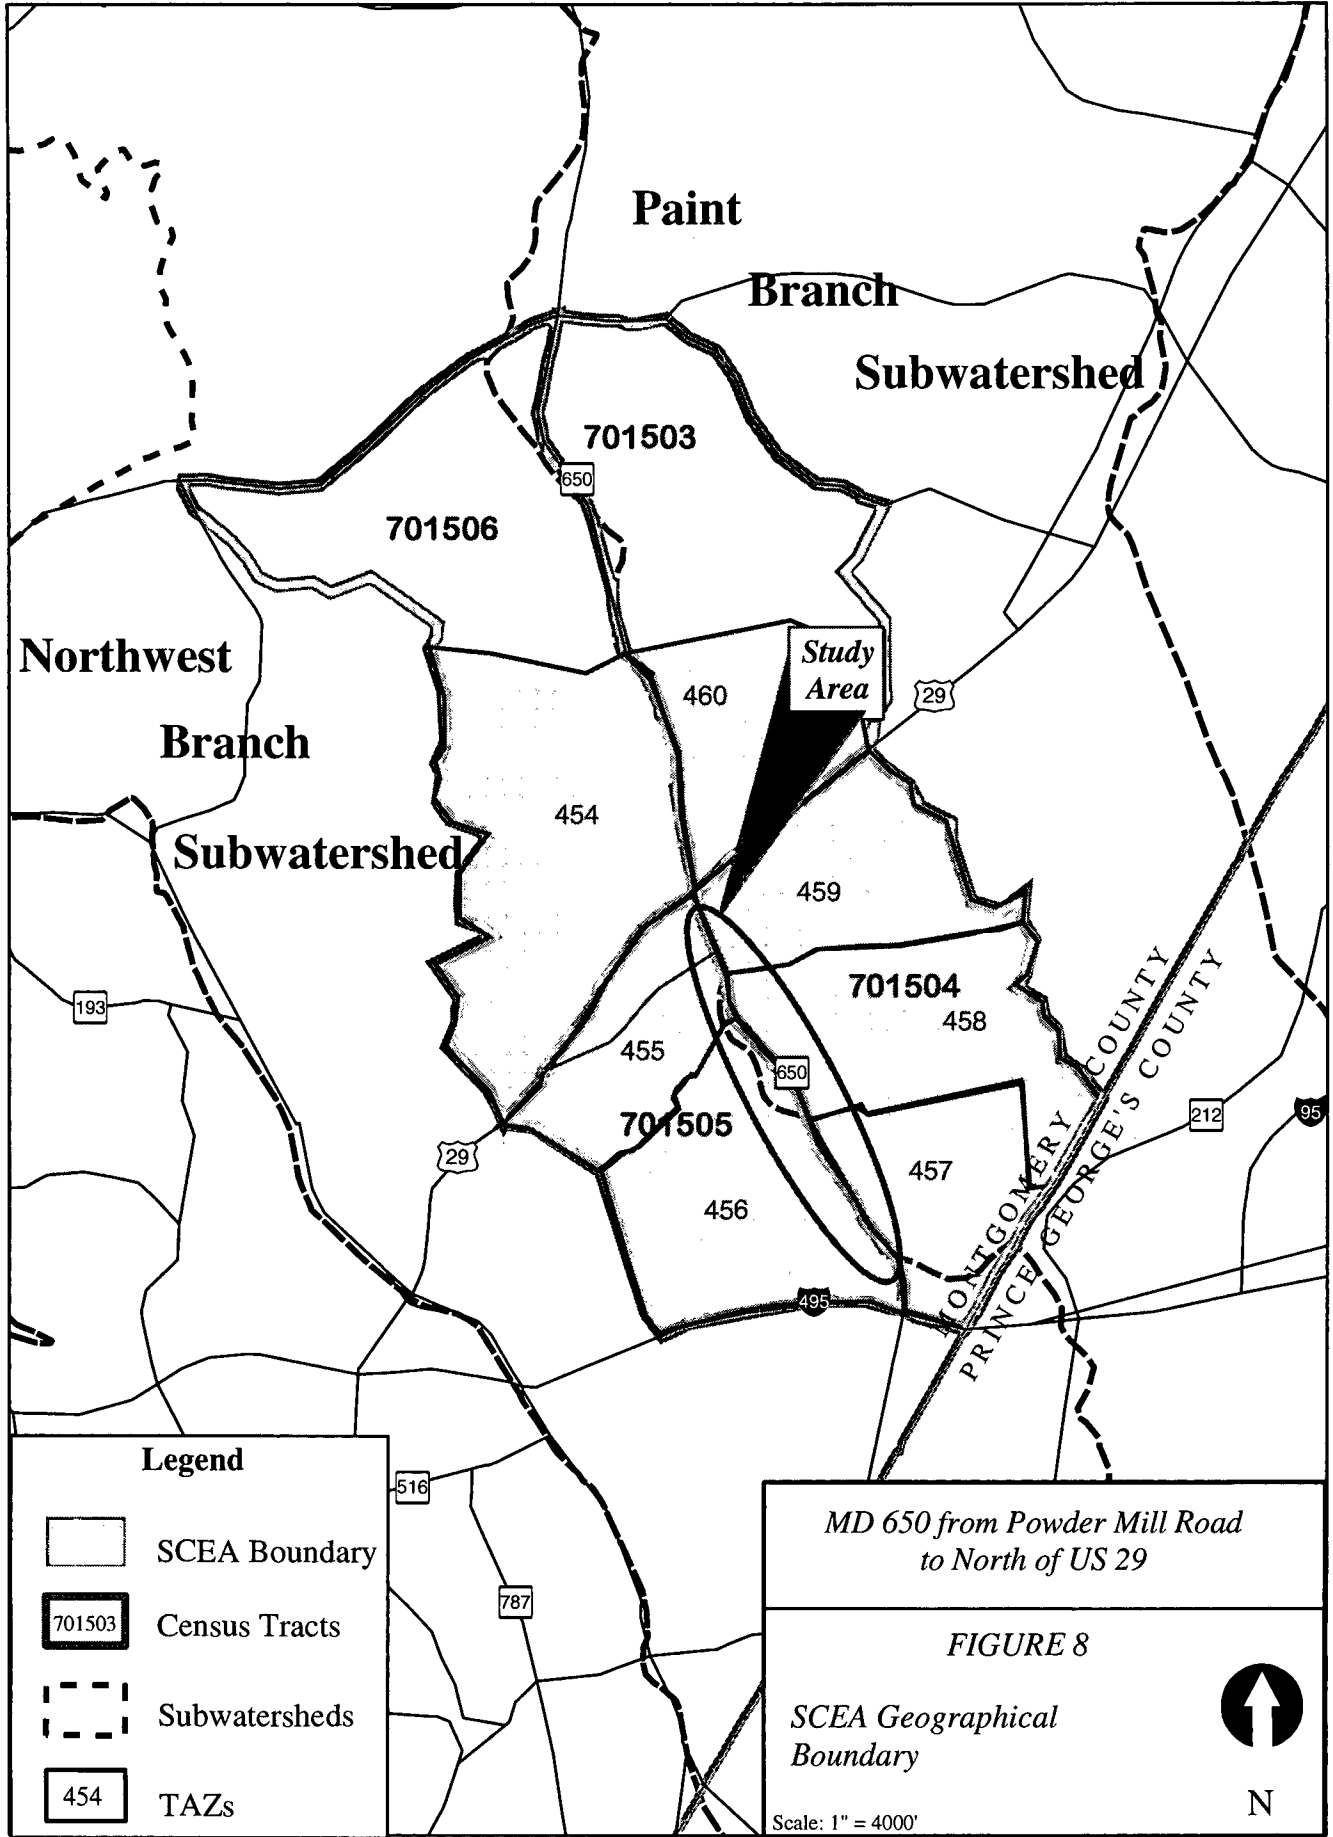 Paint
Branch
Subwatershed
701503
650
701506
Northwest
Branch
Subwatershed
Study
Area
460
29
454
459
193
701504
458
455
650
701505
MONTGOMERY COUNTY
PRINCE GEORGE'S COUNTY
212
95
29
457
456
495
Legend
SCEA Boundary
701503 Census Tracts
Subwatersheds
454 TAZs
516
787
MD 650 from Powder Mill Road
to North of US 29
FIGURE 8
SCEA Geographical
Boundary
N
Scale: 1" = 4000'